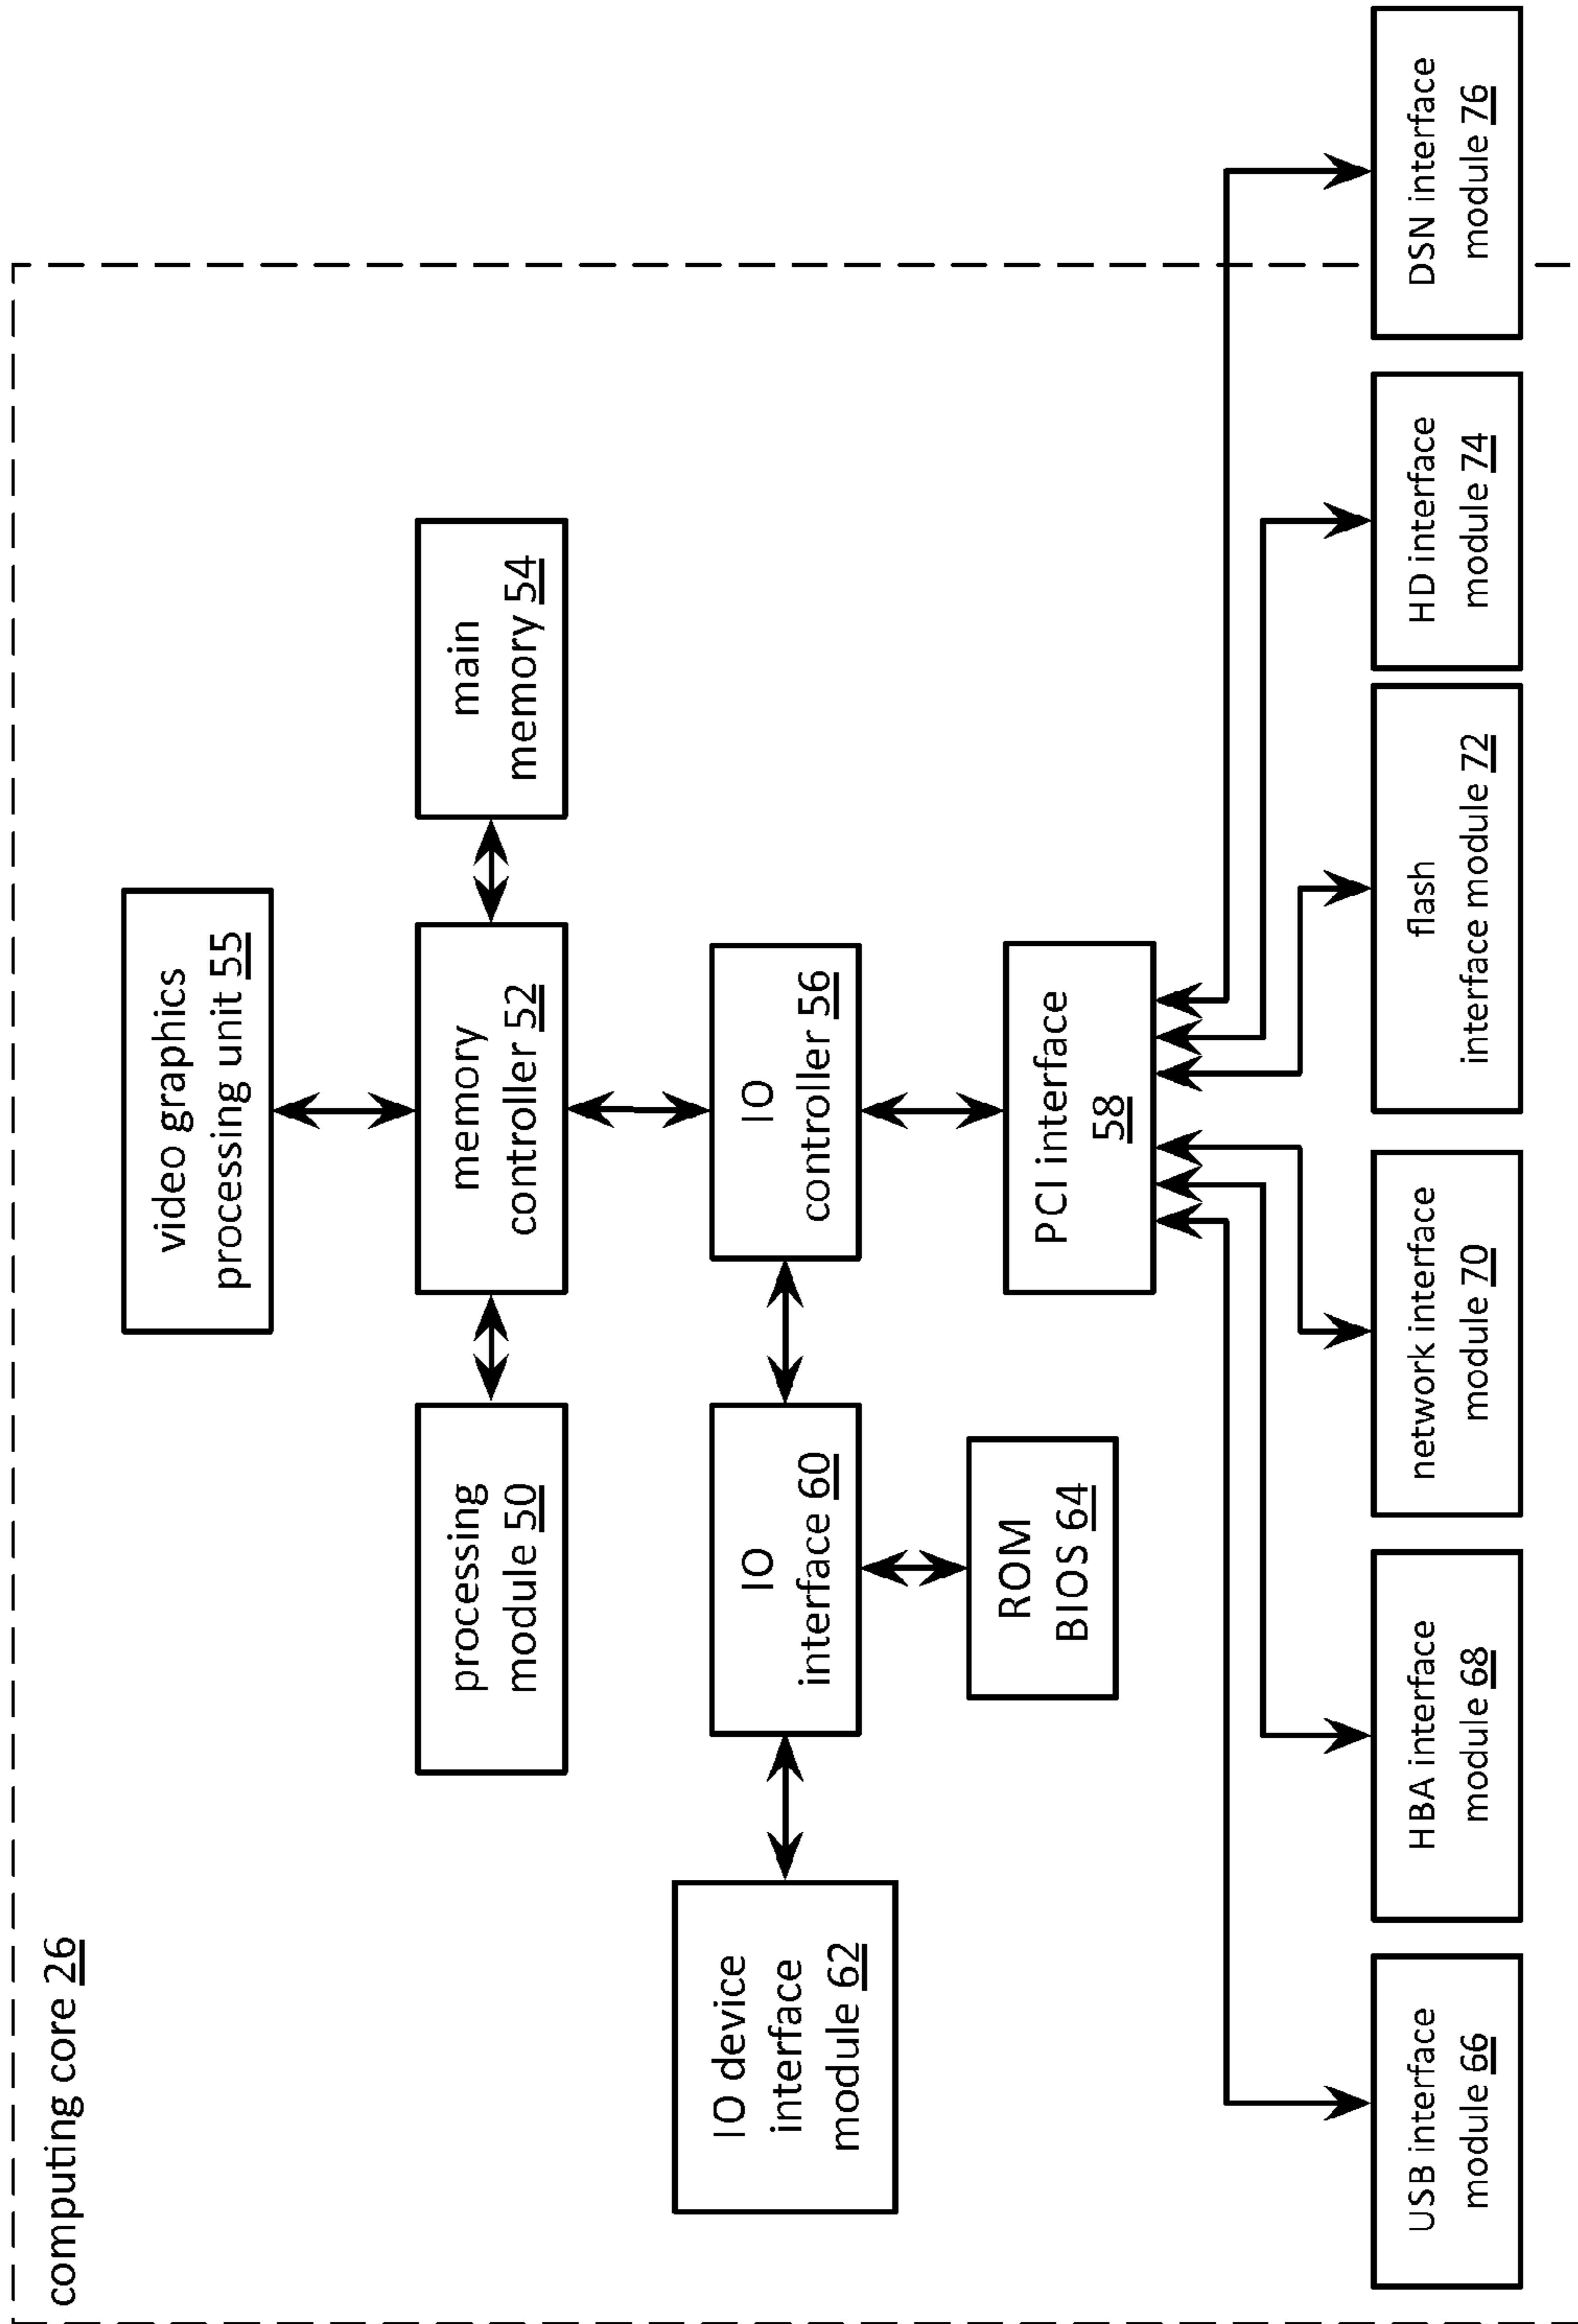 computing core 26
video graphics
processing unit 55
processing
module 50
memory
controller 52
main
memory 54
IO device
interface
module 62
IO
interface 60
IO
controller 56
ROM
BIOS 64
PCI interface
58
USB interface
module 66
HBA interface
module 68
network interface
module 70
flash
interface module 72
HD interface
module 74
DSN interface
module 76